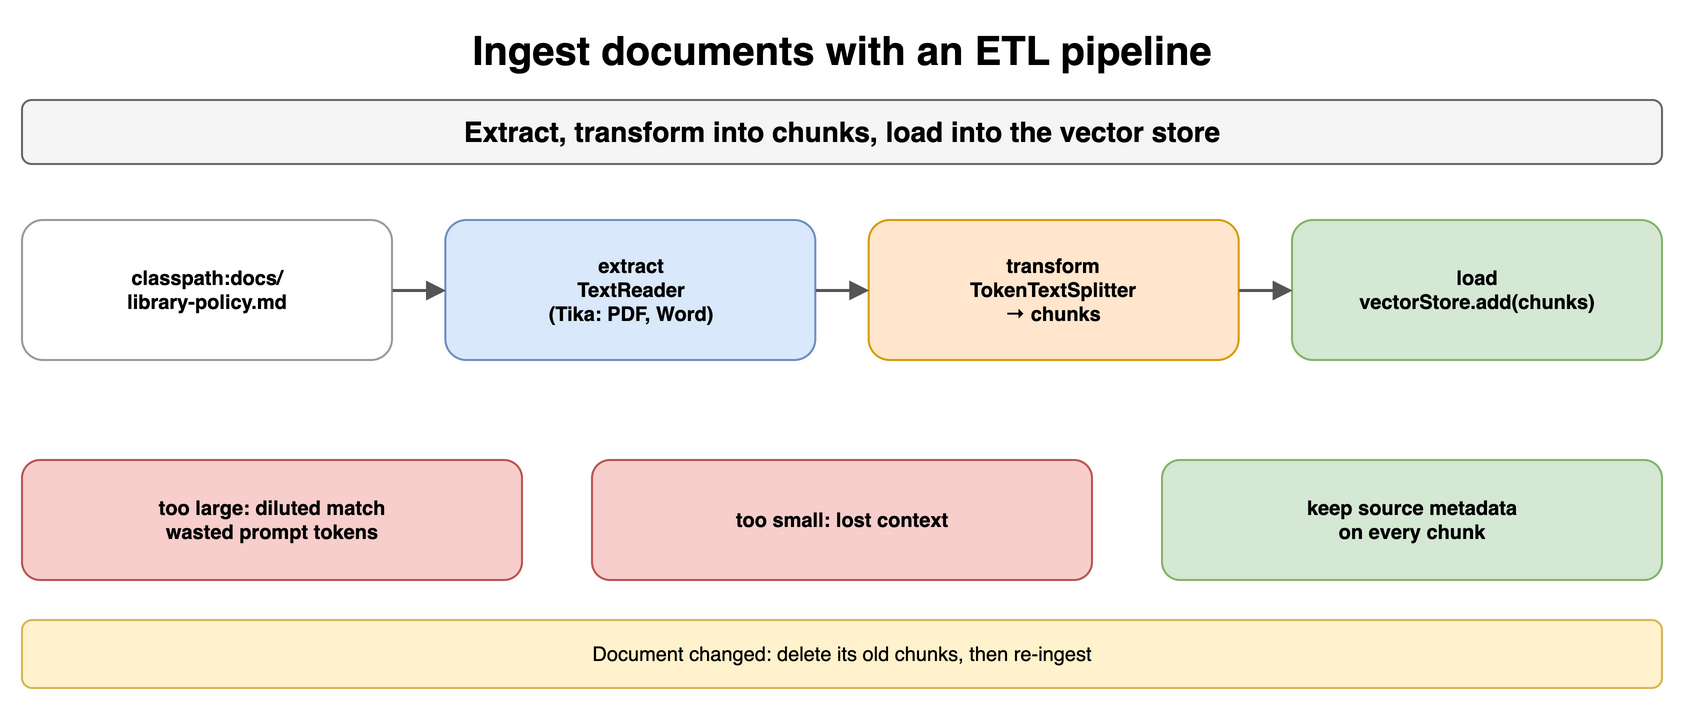 Ingest documents with an ETL pipeline
Extract, transform into chunks, load into the vector store
classpath:docs/
library-policy.md
extract
TextReader
(Tika: PDF, Word)
transform
TokenTextSplitter
→ chunks
load
vectorStore.add(chunks)
too large: diluted match
wasted prompt tokens
too small: lost context
keep source metadata
on every chunk
Document changed: delete its old chunks, then re-ingest